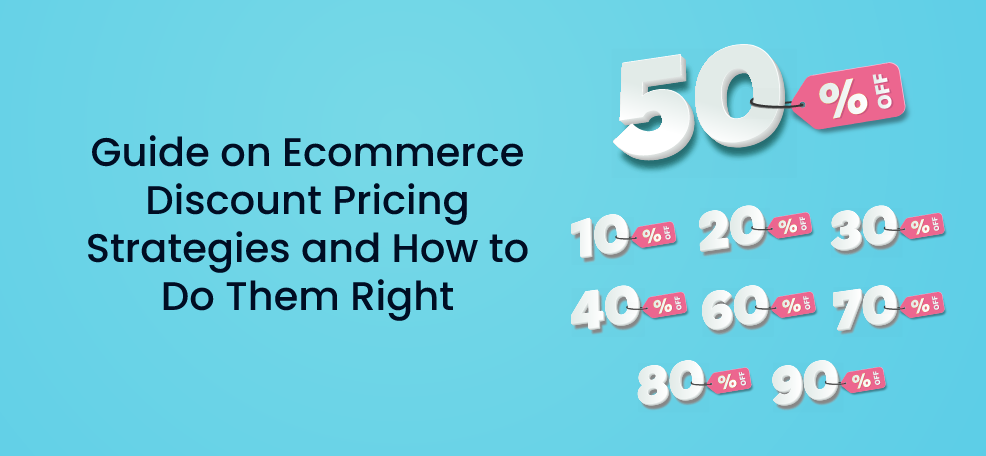 Guide on Ecommerce
Discount Pricing
Strategies and How to
Do Them Right
50 % OFF
10 % OFF 20 % OFF 30 % OFF
40 % OFF 60 % OFF 70 % OFF
80 % OFF 90 % OFF